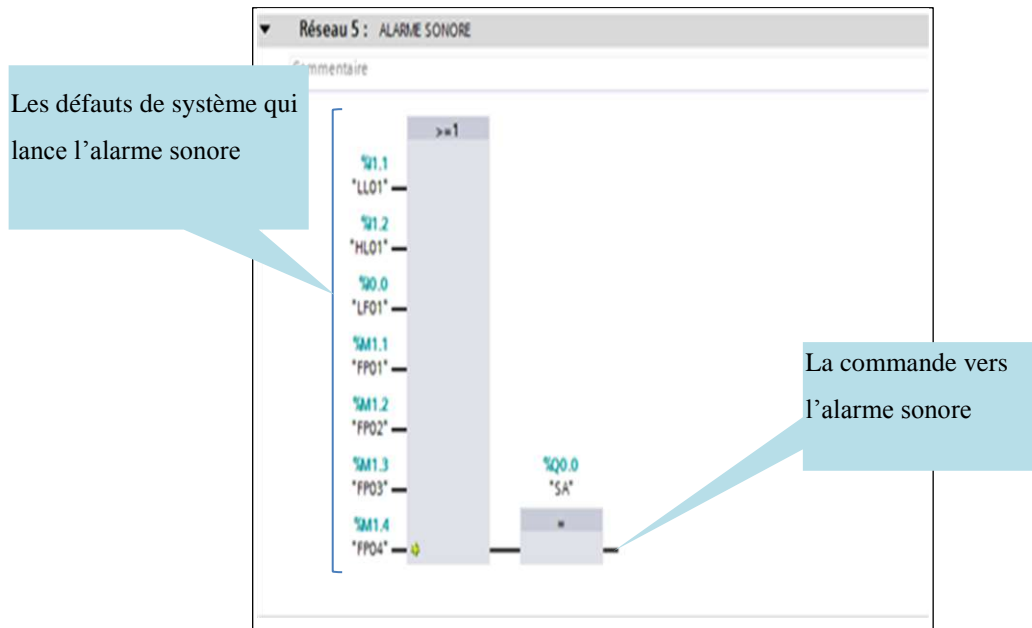 Réseau 5 : ALARME SONORE
Commentaire
Les défauts de système qui
lance l’alarme sonore
>=1
%I1.1
"LL01"
%I1.2
"HL01"
%I0.0
"LF01"
%M1.1
"FP01"
%M1.2
"FP02"
%M1.3
"FP03"
%M1.4
"FP04"
%Q0.0
"SA"
=
La commande vers
l’alarme sonore